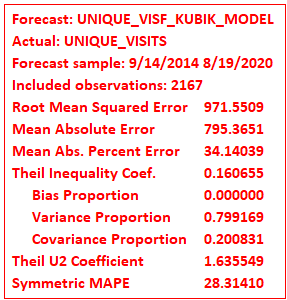 Forecast: UNIQUE_VISF_KUBIK_MODEL
Actual: UNIQUE_VISITS
Forecast sample: 9/14/2014 8/19/2020
Included observations: 2167
Root Mean Squared Error 971.5509
Mean Absolute Error 795.3651
Mean Abs. Percent Error 34.14039
Theil Inequality Coef. 0.160655
Bias Proportion 0.000000
Variance Proportion 0.799169
Covariance Proportion 0.200831
Theil U2 Coefficient 1.635549
Symmetric MAPE 28.31410